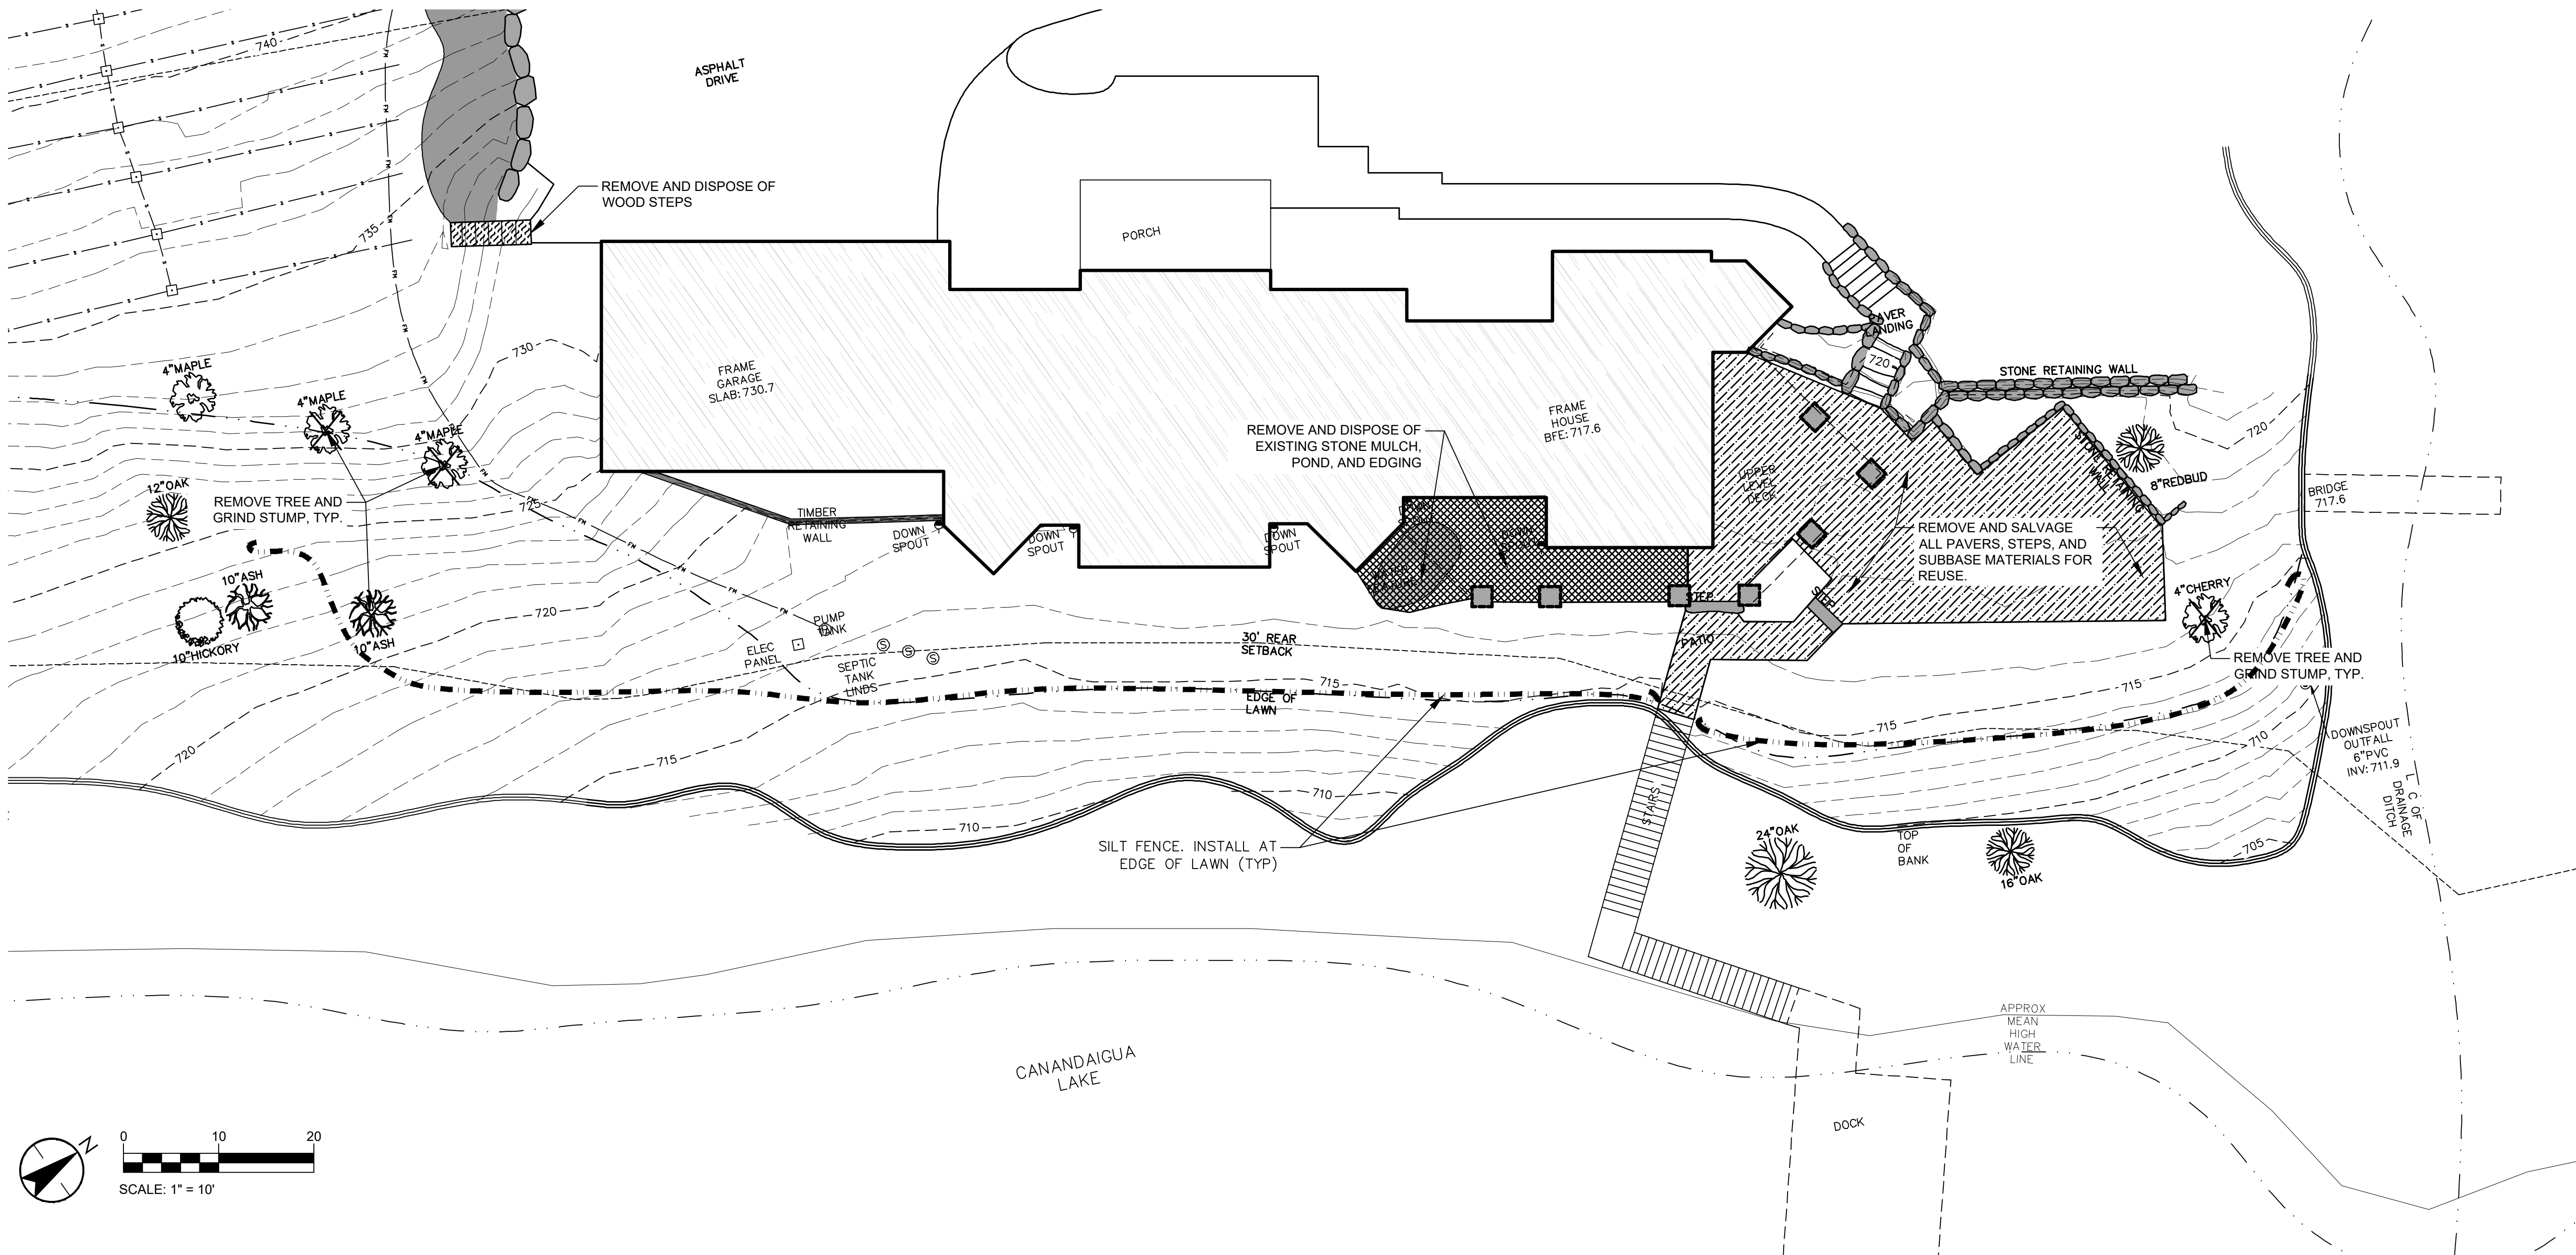 740
ASPHALT
DRIVE
REMOVE AND DISPOSE OF
WOOD STEPS
735
PORCH
730
4"MAPLE
4"MAPLE
4"MAPLE
FRAME
GARAGE
SLAB: 730.7
FRAME
HOUSE
BFE: 717.6
PAVER
LANDING
720
STONE RETAINING WALL
720
REMOVE AND DISPOSE OF
EXISTING STONE MULCH,
POND, AND EDGING
UPPER
LEVEL
DECK
STONE RETAINING
WALL
8"REDBUD
BRIDGE
717.6
12"OAK
REMOVE TREE AND
GRIND STUMP, TYP.
725
TIMBER
RETAINING
WALL
DOWN
SPOUT
DOWN
SPOUT
DOWN
SPOUT
REMOVE AND SALVAGE
ALL PAVERS, STEPS, AND
SUBBASE MATERIALS FOR
REUSE.
10"ASH
10"HICKORY
10"ASH
720
PUMP
TANK
ELEC
PANEL
SEPTIC
TANK
LINDS
30' REAR
SETBACK
STEP
STEP
PATIO
4"CHERRY
REMOVE TREE AND
GRIND STUMP, TYP.
715
EDGE OF
LAWN
715
715
710
DOWNSPOUT
OUTFALL
6"PVC
INV: 711.9
720
715
710
710
STAIRS
SILT FENCE. INSTALL AT
EDGE OF LAWN (TYP)
24"OAK
TOP
OF
BANK
16"OAK
705
L C OF
DRAINAGE
DITCH
APPROX
MEAN
HIGH
WATER
LINE
CANANDAIGUA
LAKE
DOCK
N
0 10 20
SCALE: 1" = 10'